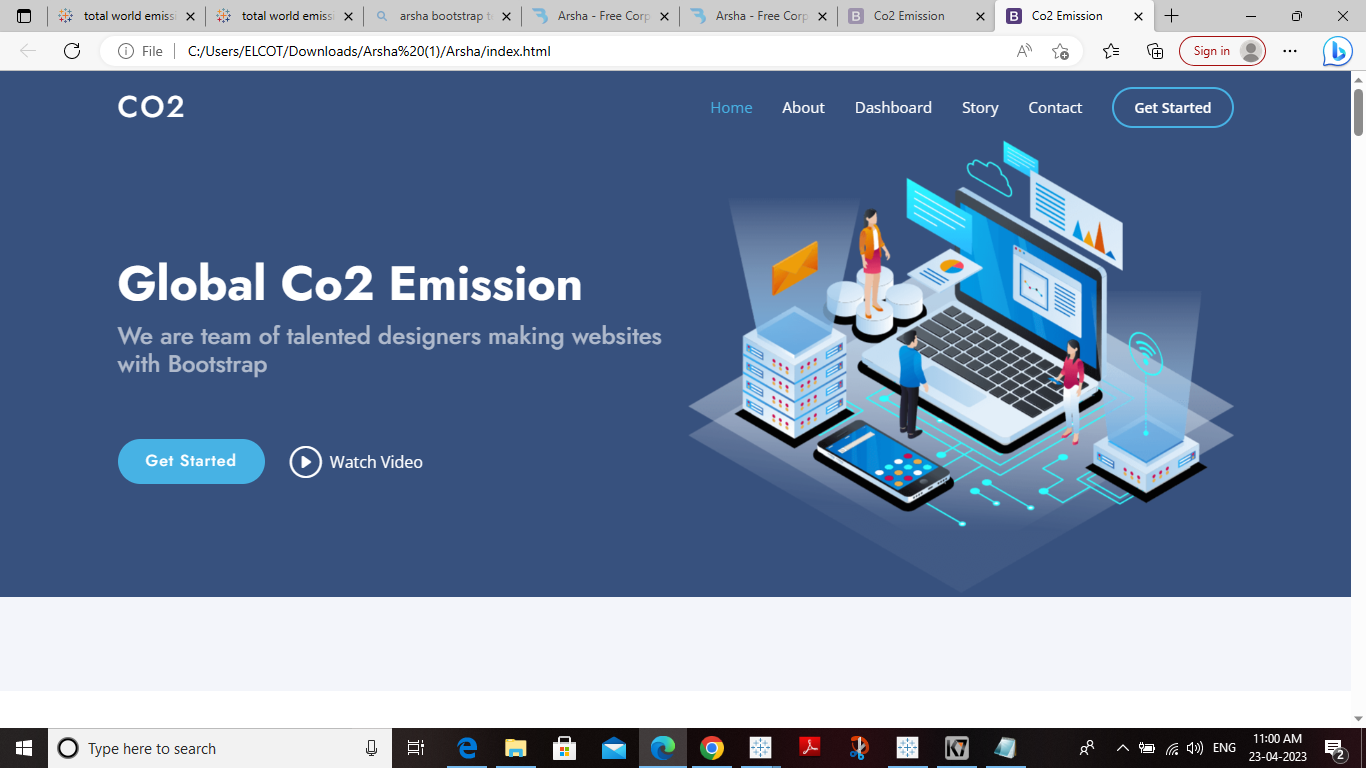 total world emissi
total world emissi
arsha bootstrap te
Arsha - Free Corp
Arsha - Free Corp
Co2 Emission
Co2 Emission
File
C:/Users/ELCOT/Downloads/Arsha%20(1)/Arsha/index.html
Sign in
CO2
Home
About
Dashboard
Story
Contact
Get Started
Global Co2 Emission
We are team of talented designers making websites
with Bootstrap
Get Started
Watch Video
Type here to search
ENG
11:00 AM
23-04-2023
2